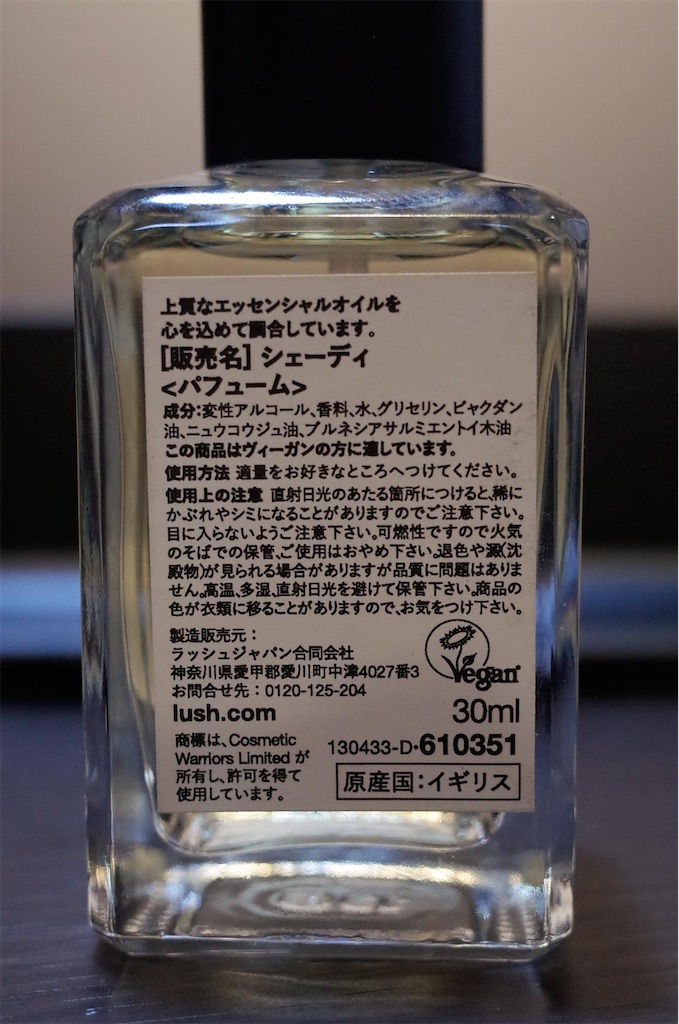 上質なエッセンシャルオイルを
心を込めて調合しています。
[販売名] シェーディ
<パフューム>
成分:変性アルコール、香料、水、グリセリン、ビャクダン
油、ニュウコウジュ油、ブルネシアサルミエントイ木油
この商品はヴィーガンの方に適しています。
使用方法 適量をお好きなところへつけてください。
使用上の注意 直射日光のあたる箇所につけると、稀に
かぶれやシミになることがありますのでご注意下さい。
目に入らないようご注意下さい。可燃性ですので火気
のそばでの保管、ご使用はおやめ下さい。退色や澱(沈
殿物)が見られる場合がありますが品質に問題はありま
せん。高温、多湿、直射日光を避けて保管下さい。商品の
色が衣類に移ることがありますので、お気をつけ下さい。
製造販売元:
ラッシュジャパン合同会社
神奈川県愛甲郡愛川町中津4027番3
お問合せ先:0120-125-204
Vegan
lush.com
30ml
商標は、Cosmetic
Warriors Limited が
所有し、許可を得て
使用しています。
130433-D・610351
原産国:イギリス